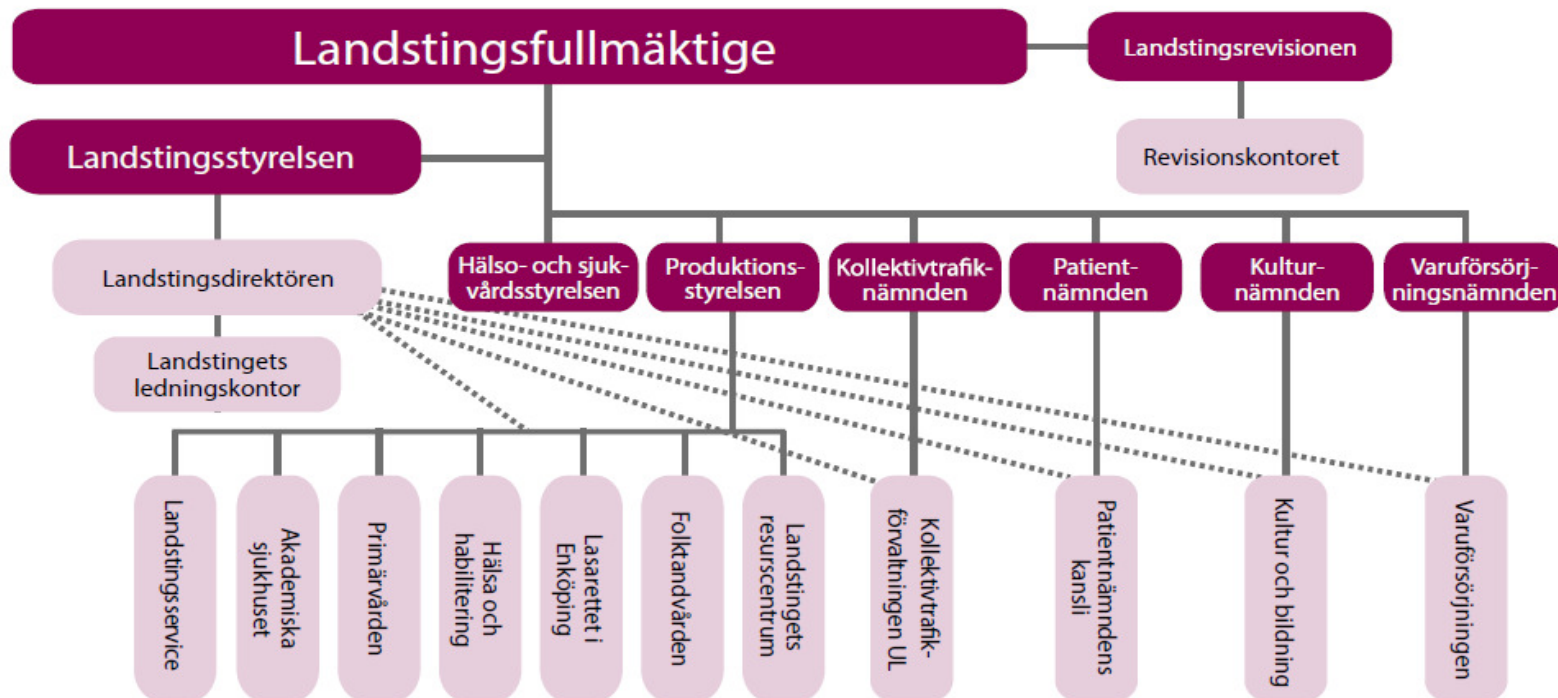 Landstingsfullmäktige
Landstingsrevisionen
Landstingsstyrelsen
Revisionskontoret
Landstingsdirektören
Hälso- och sjuk-
vårdsstyrelsen
Produktions-
styrelsen
Kollektivtrafik-
nämnden
Patient-
nämnden
Kultur-
nämnden
Varuförsörj-
ningsnämnden
Landstingets
ledningskontor
Landstingsservice
Akademiska
sjukhuset
Primärvården
Hälsa och
habilitering
Lasarettet i
Enköping
Folktandvården
Landstingets
resurscentrum
Kollektivtrafik-
förvaltningen UL
Patientnämndens
kansli
Kultur och bildning
Varuförsörjningen